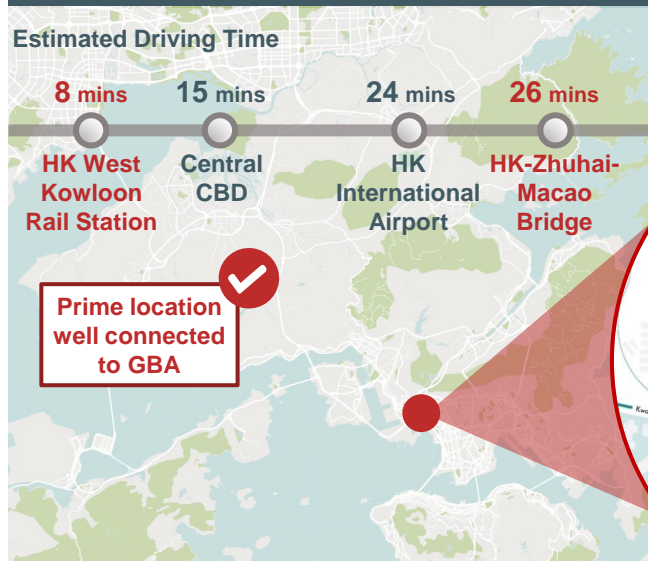 Estimated Driving Time
8 mins
15 mins
24 mins
26 mins
HK West
Kowloon
Rail Station
Central
CBD
HK
International
Airport
HK-Zhuhai-
Macao
Bridge
Prime location
well connected
to GBA